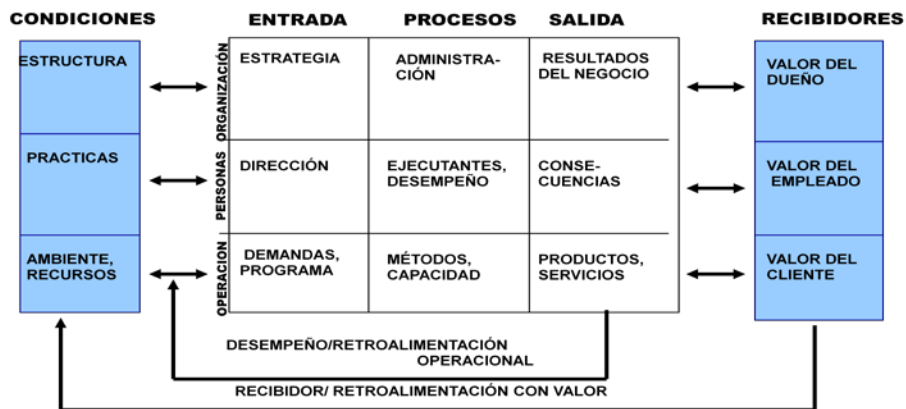 CONDICIONES
ENTRADA
PROCESOS
SALIDA
RECIBIDORES
ESTRUCTURA
ORGANIZACIÓN
ESTRATEGIA
ADMINISTRA-
CIÓN
RESULTADOS
DEL NEGOCIO
VALOR DEL
DUEÑO
PRACTICAS
PERSONAS
DIRECCIÓN
EJECUTANTES,
DESEMPEÑO
CONSE-
CUENCIAS
VALOR DEL
EMPLEADO
AMBIENTE,
RECURSOS
OPERACION
DEMANDAS,
PROGRAMA
MÉTODOS,
CAPACIDAD
PRODUCTOS,
SERVICIOS
VALOR DEL
CLIENTE
DESEMPEÑO/RETROALIMENTACIÓN
OPERACIONAL
RECIBIDOR/ RETROALIMENTACIÓN CON VALOR